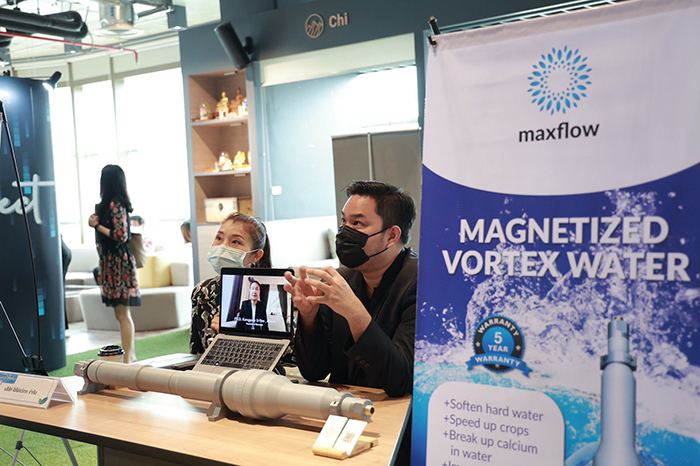 Chi
maxflow
MAGNETIZED
VORTEX WATER
5
YEAR
WARRANTY
WARRANTY
+Soften hard water
+Speed up crops
+Break up calcium
in water